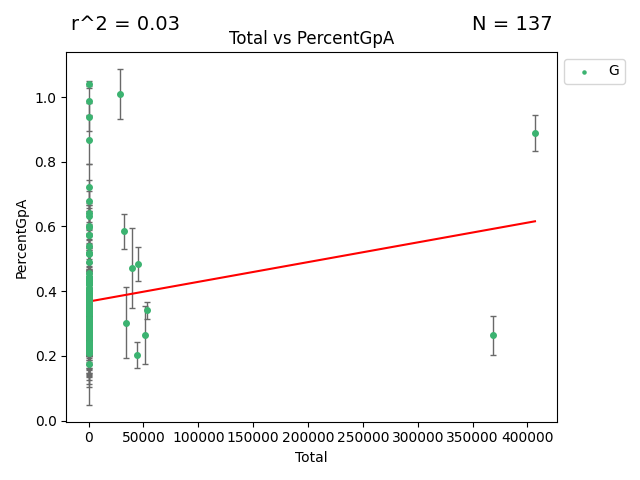 r^2 = 0.03
N = 137
Total vs PercentGpA
G
PercentGpA
1.0
0.8
0.6
0.4
0.2
0.0
0 50000 100000 150000 200000 250000 300000 350000 400000
Total